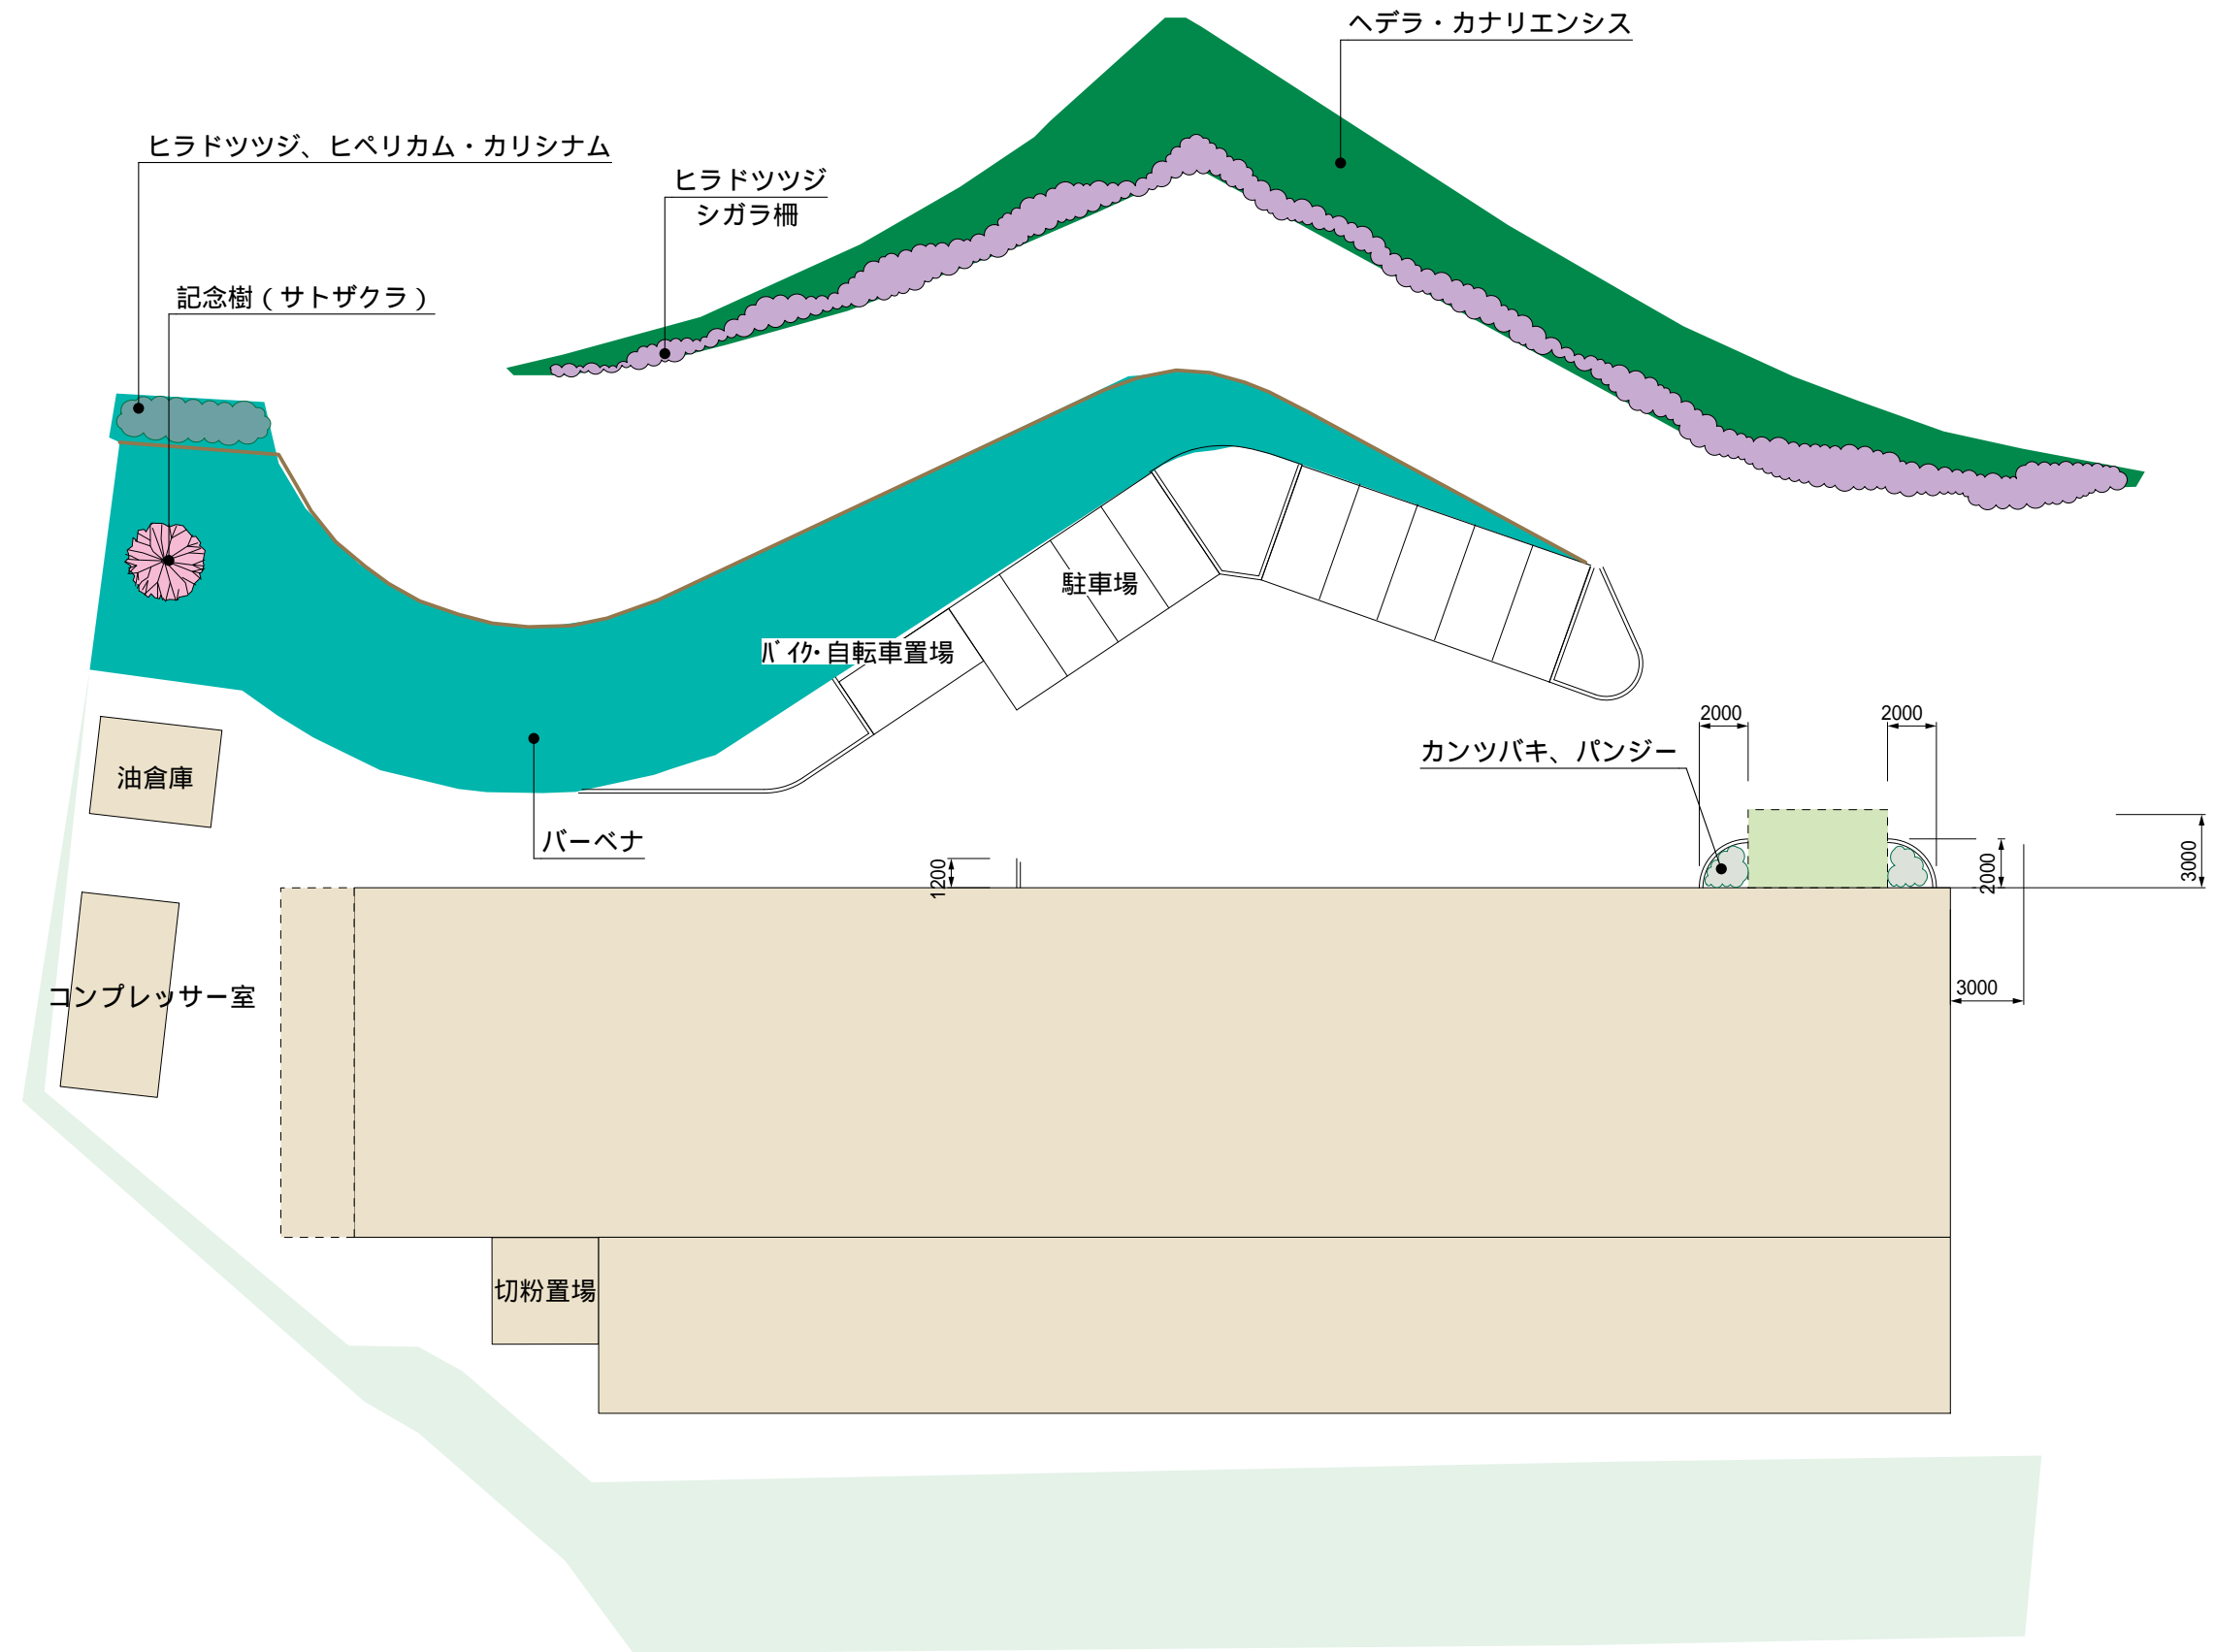 ヘデラ・カナリエンシス
ヒラドツツジ、ヒペリカム・カリシナム
ヒラドツツジ
シガラ柵
記念樹（サトザクラ）
駐車場
ﾊﾞｲｸ・自転車置場
2000
2000
カンツバキ、パンジー
油倉庫
バーベナ
1200
2000
3000
コンプレッサー室
3000
切粉置場